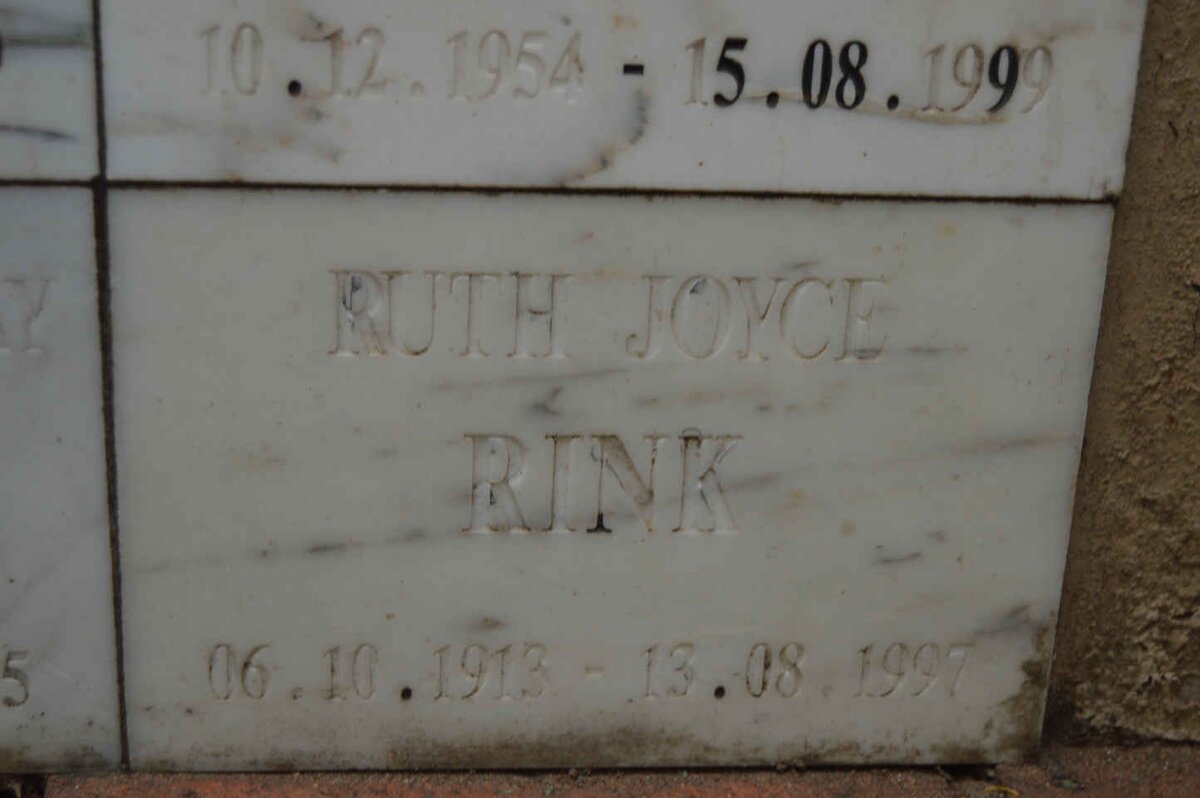 10.12.1954 - 15.08.1999
RUTH JOYCE
RINK
06.10.1913 - 13.08.1997